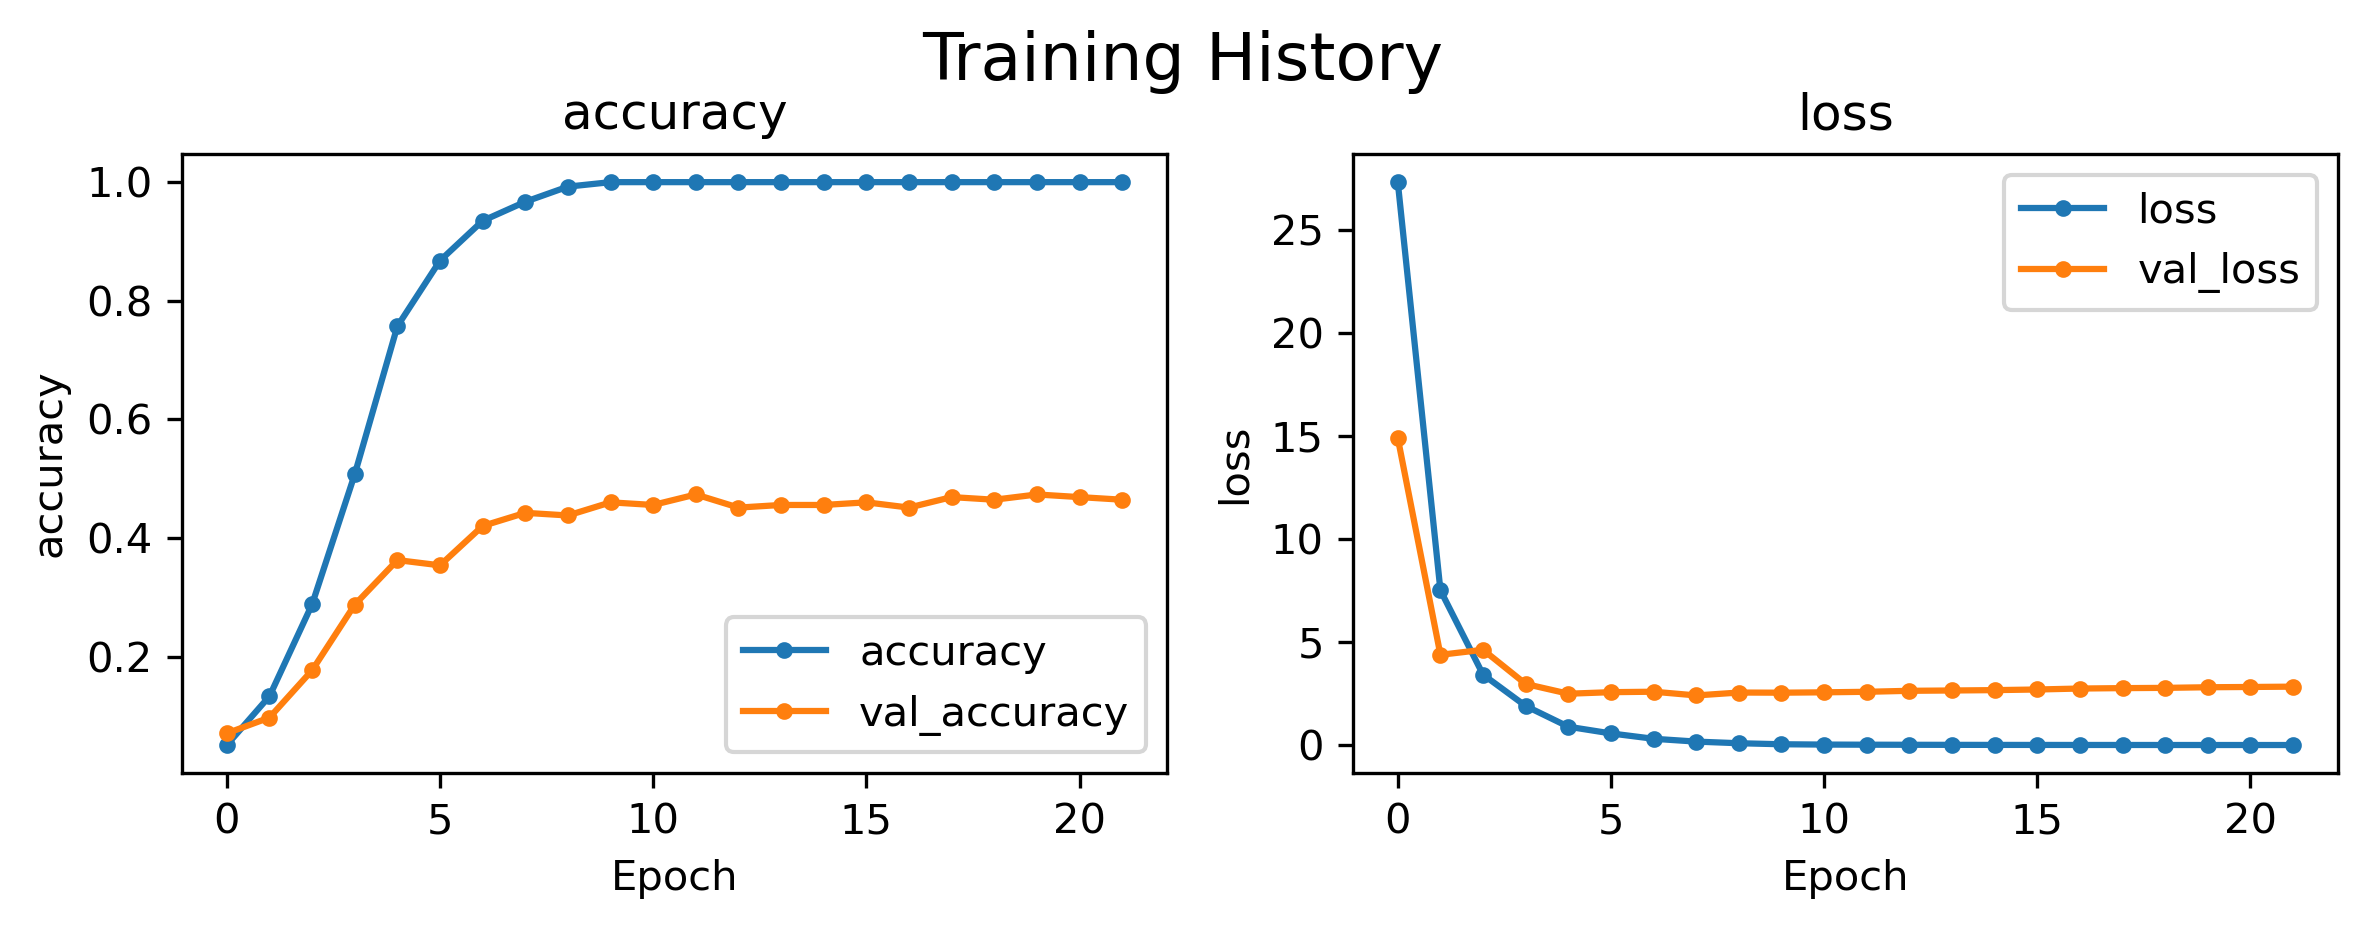 Training History
accuracy
1.0
0.8
0.6
0.4
0.2
accuracy
accuracy
val_accuracy
0 5 10 15 20
Epoch
loss
25
20
15
10
5
0
loss
loss
val_loss
0 5 10 15 20
Epoch